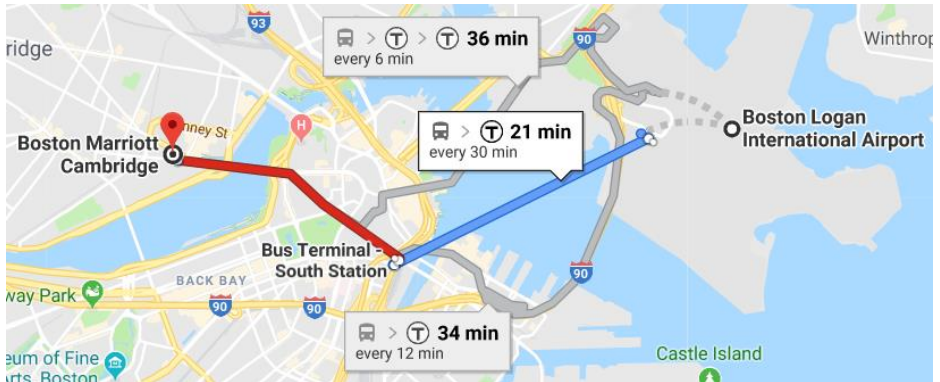 93
ridge
36 min
every 6 min
90
Winthrop
nney St
H
21 min
every 30 min
Boston Marriott
Cambridge
Boston Logan
International Airport
Bus Terminal -
South Station
BACK BAY
way Park
90
90
90
34 min
every 12 min
eum of Fine
Arts, Boston
Castle Island